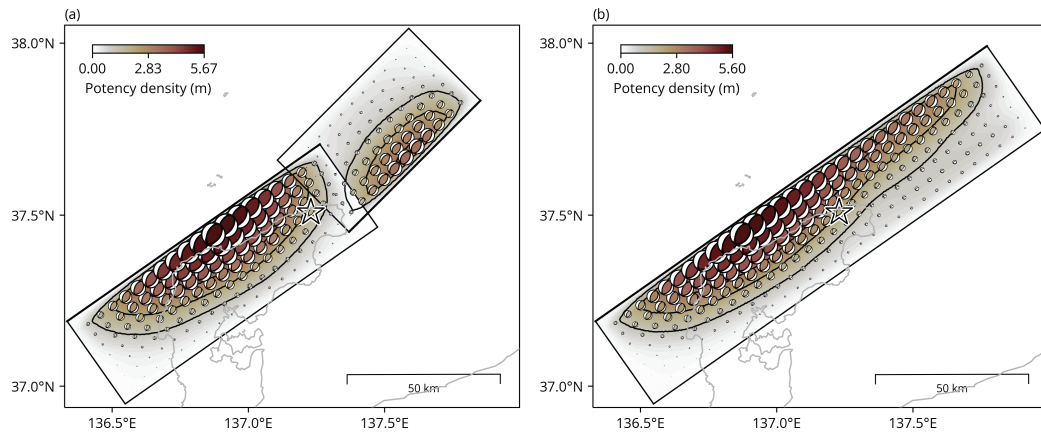 (a)
38.0°N
0.00 2.83 5.67
Potency density (m)
37.5°N
37.0°N
50 km
136.5°E 137.0°E 137.5°E
(b)
38.0°N
0.00 2.80 5.60
Potency density (m)
37.5°N
37.0°N
50 km
136.5°E 137.0°E 137.5°E